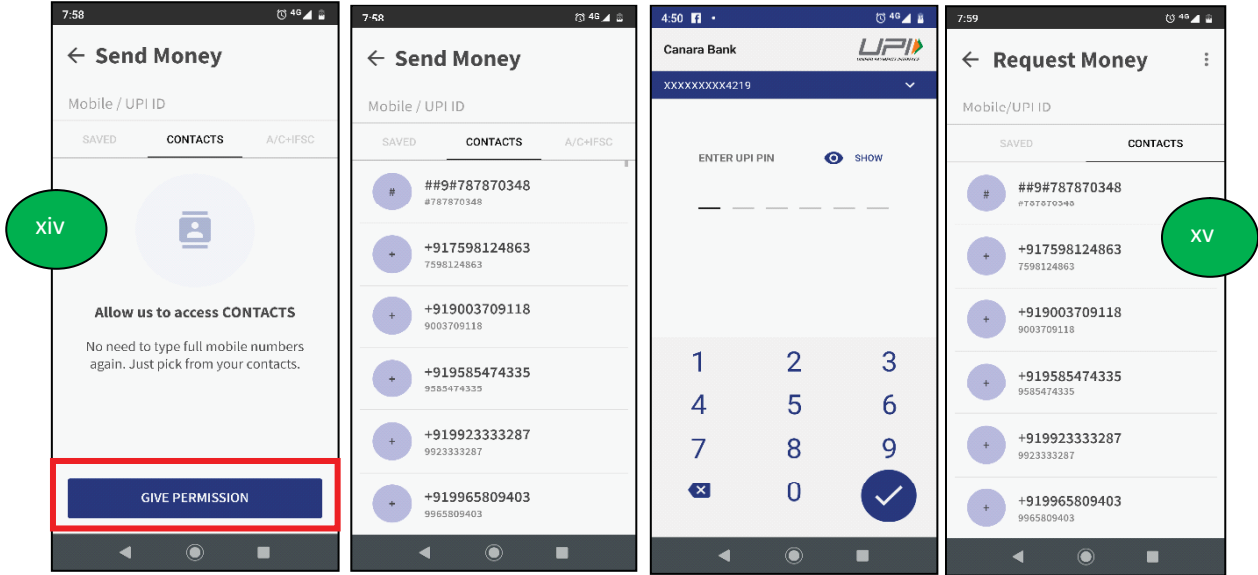 7:58
4G
← Send Money
Mobile / UPI ID
SAVED CONTACTS A/C+IFSC
xiv
Allow us to access CONTACTS
No need to type full mobile numbers
again. Just pick from your contacts.
GIVE PERMISSION
7:58
4G
← Send Money
Mobile / UPI ID
SAVED CONTACTS A/C+IFSC
#
##9#787870348
#787870348
+
+917598124863
7598124863
+
+919003709118
9003709118
+
+919585474335
9585474335
+
+919923333287
9923333287
+
+919965809403
9965809403
4:50
4G
Canara Bank UPI
XXXXXXXXX4219
ENTER UPI PIN SHOW
1 2 3
4 5 6
7 8 9
0
7:59
4G
← Request Money
Mobile/UPI ID
SAVED CONTACTS
#
##9#787870348
#787870348
xv
+
+917598124863
7598124863
+
+919003709118
9003709118
+
+919585474335
9585474335
+
+919923333287
9923333287
+
+919965809403
9965809403